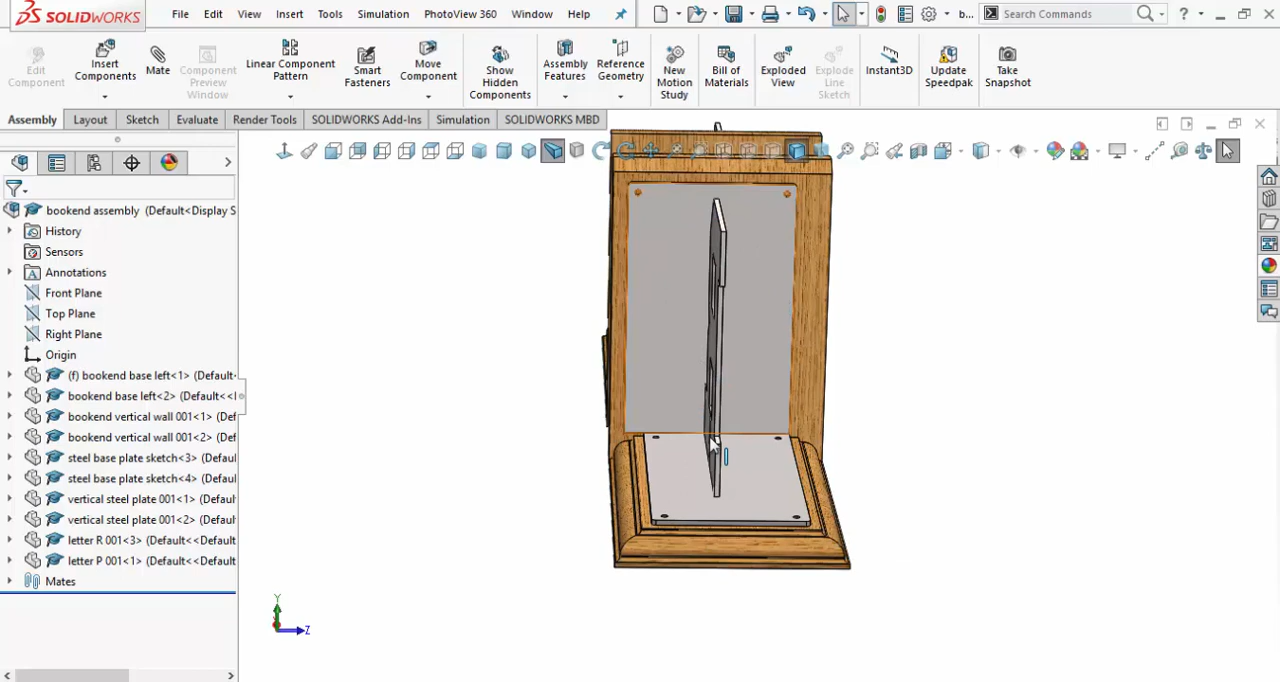 SOLIDWORKS File Edit View Insert Tools Simulation PhotoView 360 Window Help b... Search Commands ?
Edit Component
Insert Components
Mate
Component Preview Window
Linear Component Pattern
Smart Fasteners
Move Component
Show Hidden Components
Assembly Features
Reference Geometry
New Motion Study
Bill of Materials
Exploded View
Explode Line Sketch
Instant3D
Update Speedpak
Take Snapshot
Assembly Layout Sketch Evaluate Render Tools SOLIDWORKS Add-Ins Simulation SOLIDWORKS MBD
bookend assembly (Default<Display S
History
Sensors
Annotations
Front Plane
Top Plane
Right Plane
Origin
(f) bookend base left<1> (Default
bookend base left<2> (Default<<
bookend vertical wall 001<1> (Def
bookend vertical wall 001<2> (Def
steel base plate sketch<3> (Defaul
steel base plate sketch<4> (Defaul
vertical steel plate 001<1> (Defaul
vertical steel plate 001<2> (Defaul
letter R 001<3> (Default<<Default
letter P 001<1> (Default<<Default
Mates
Y
Z